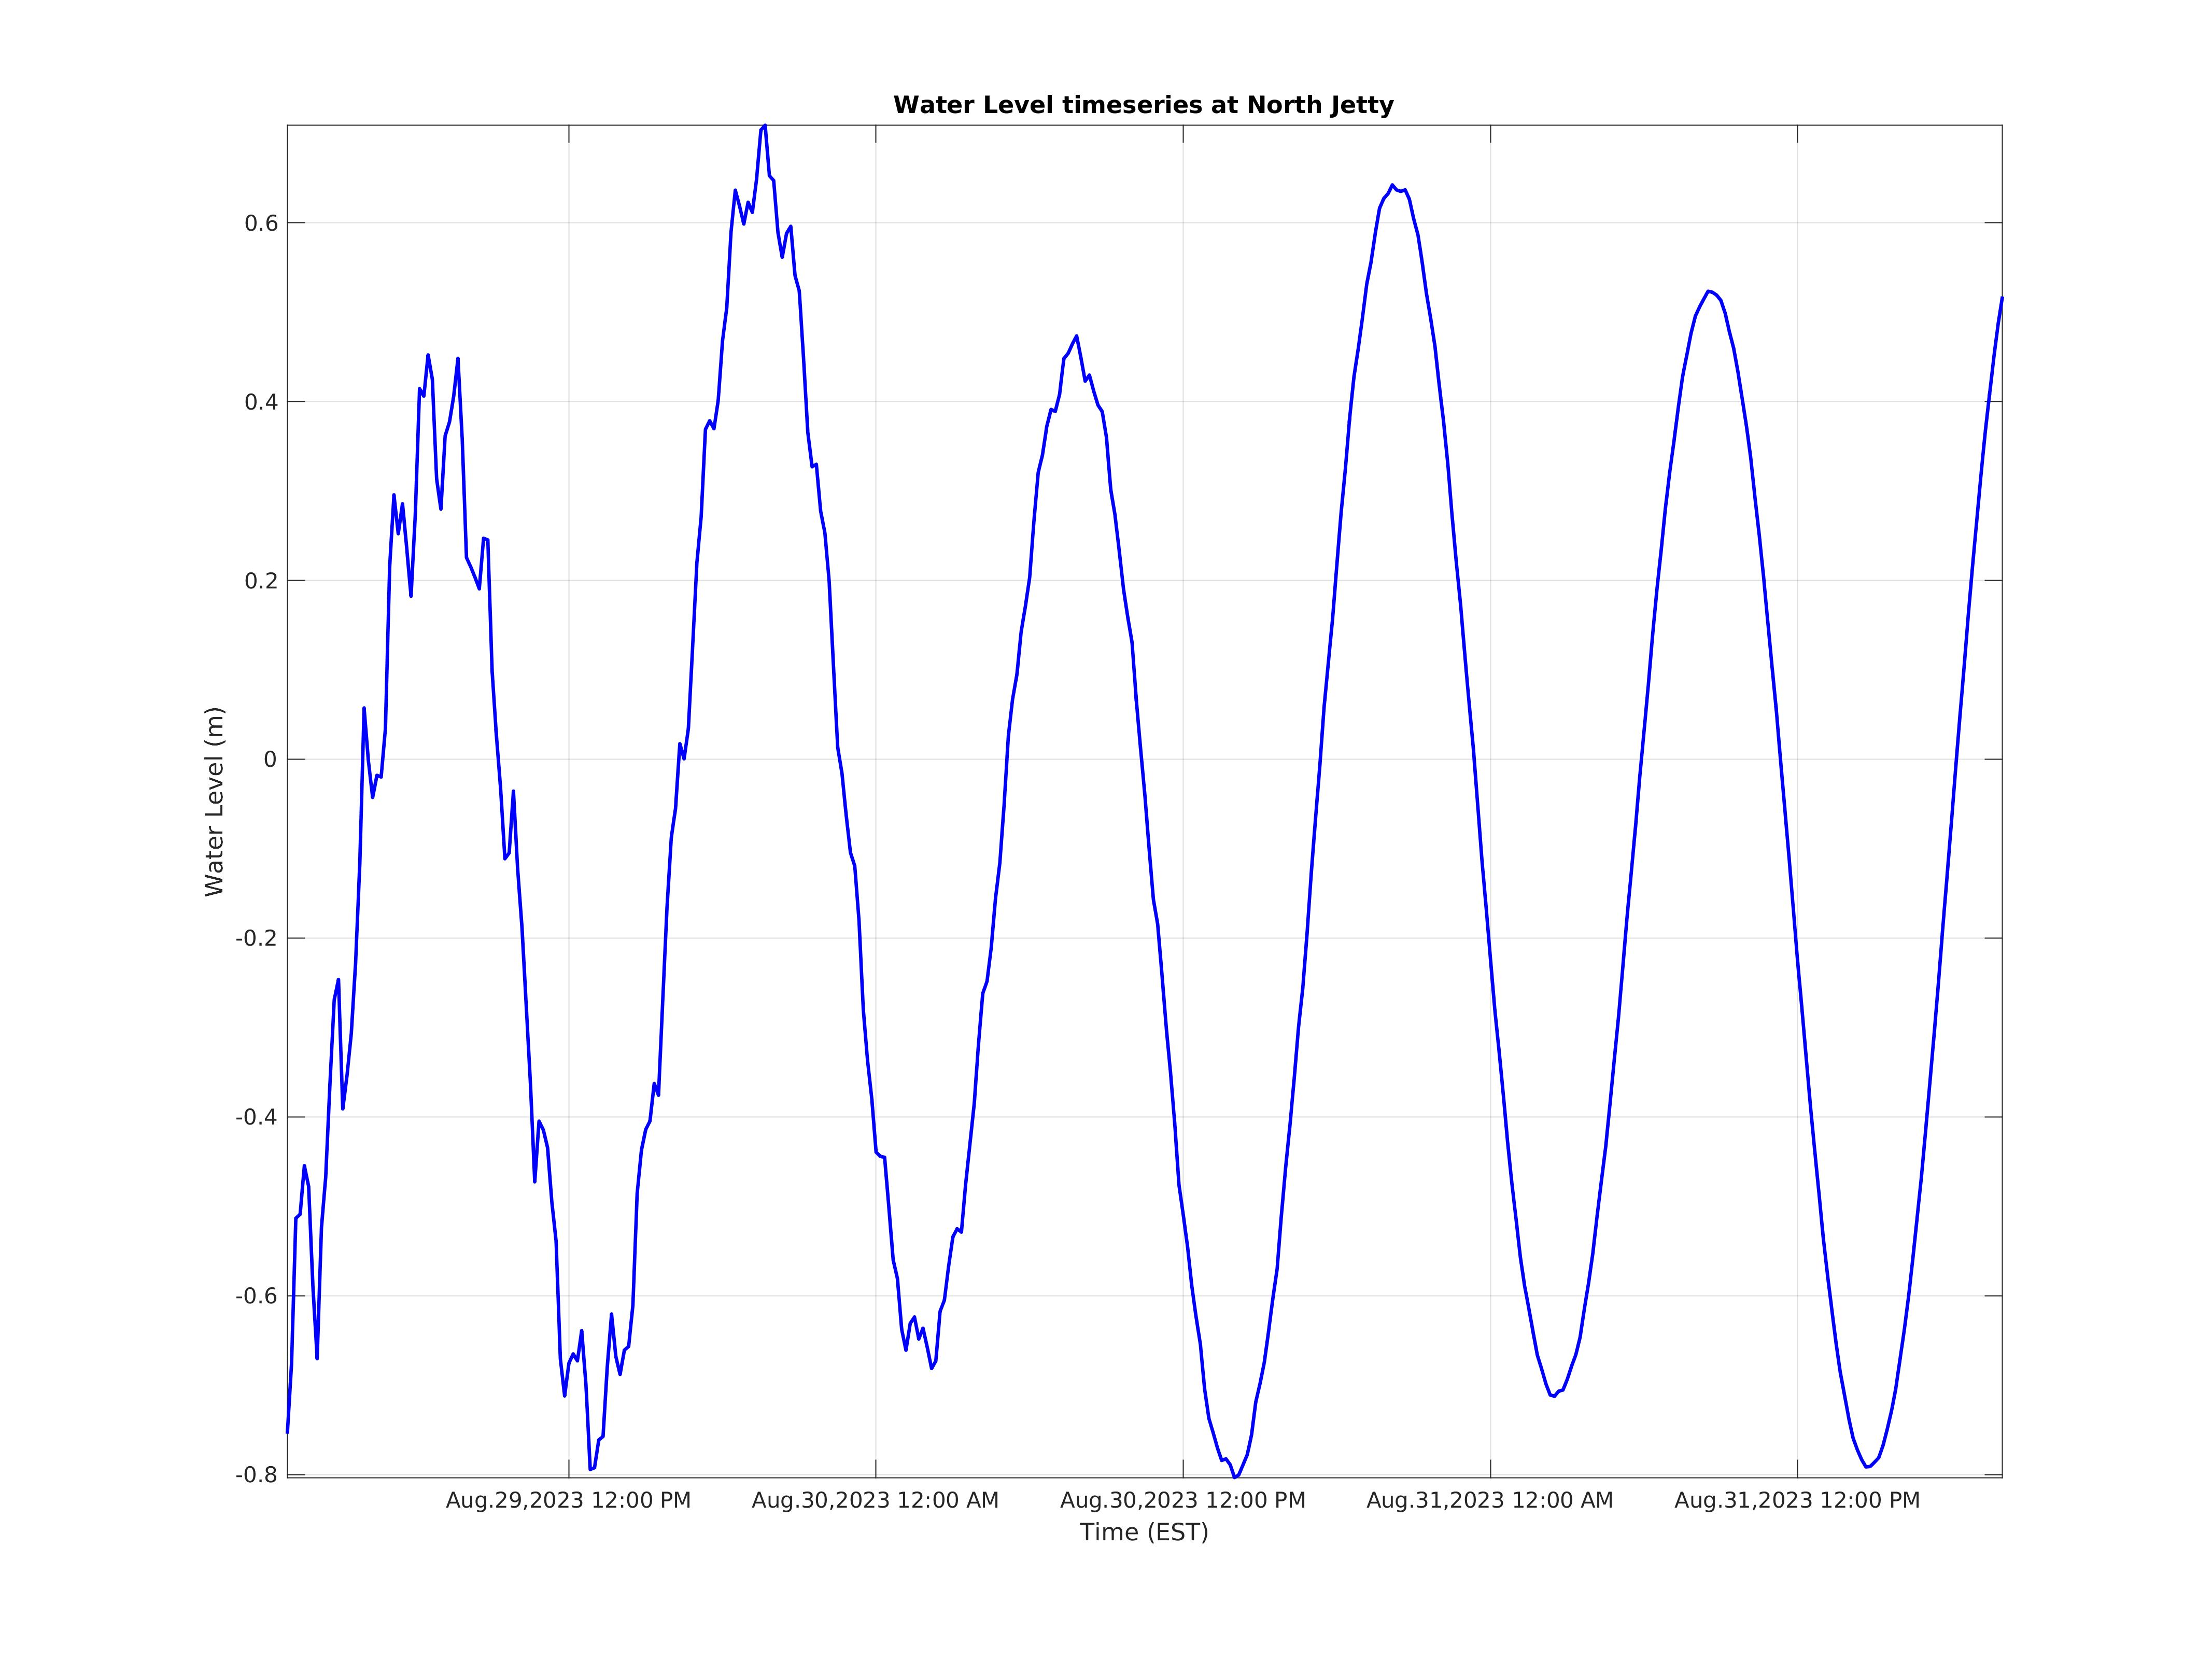 Water Level timeseries at North Jetty
0.6
0.4
0.2
0
-0.2
-0.4
-0.6
-0.8
Water Level (m)
Aug.29,2023 12:00 PM
Aug.30,2023 12:00 AM
Aug.30,2023 12:00 PM
Aug.31,2023 12:00 AM
Aug.31,2023 12:00 PM
Time (EST)